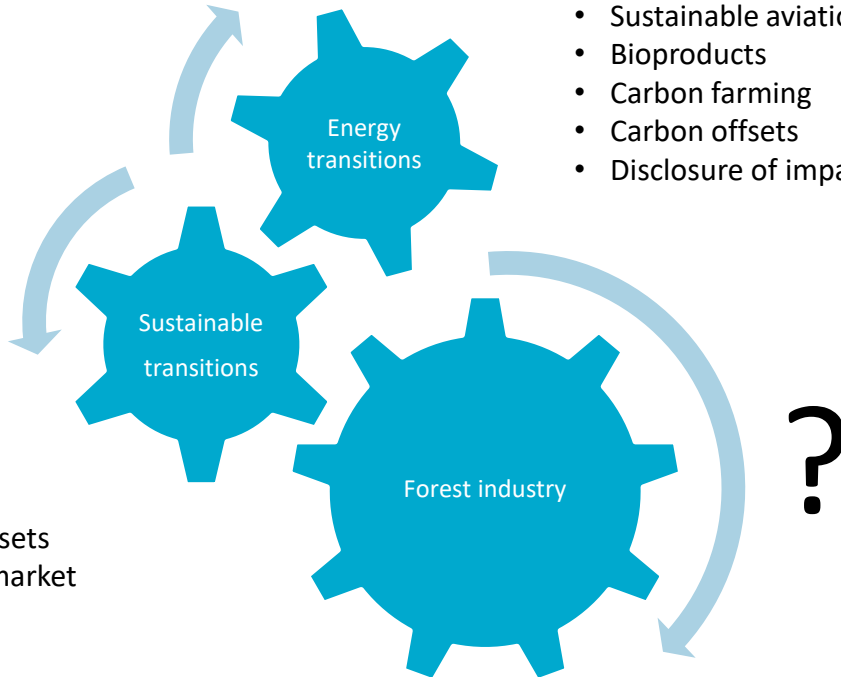 • Sustainable aviatio
• Bioproducts
• Carbon farming
• Carbon offsets
• Disclosure of impa
Energy
transitions
Sustainable
transitions
Forest industry
?
sets
market